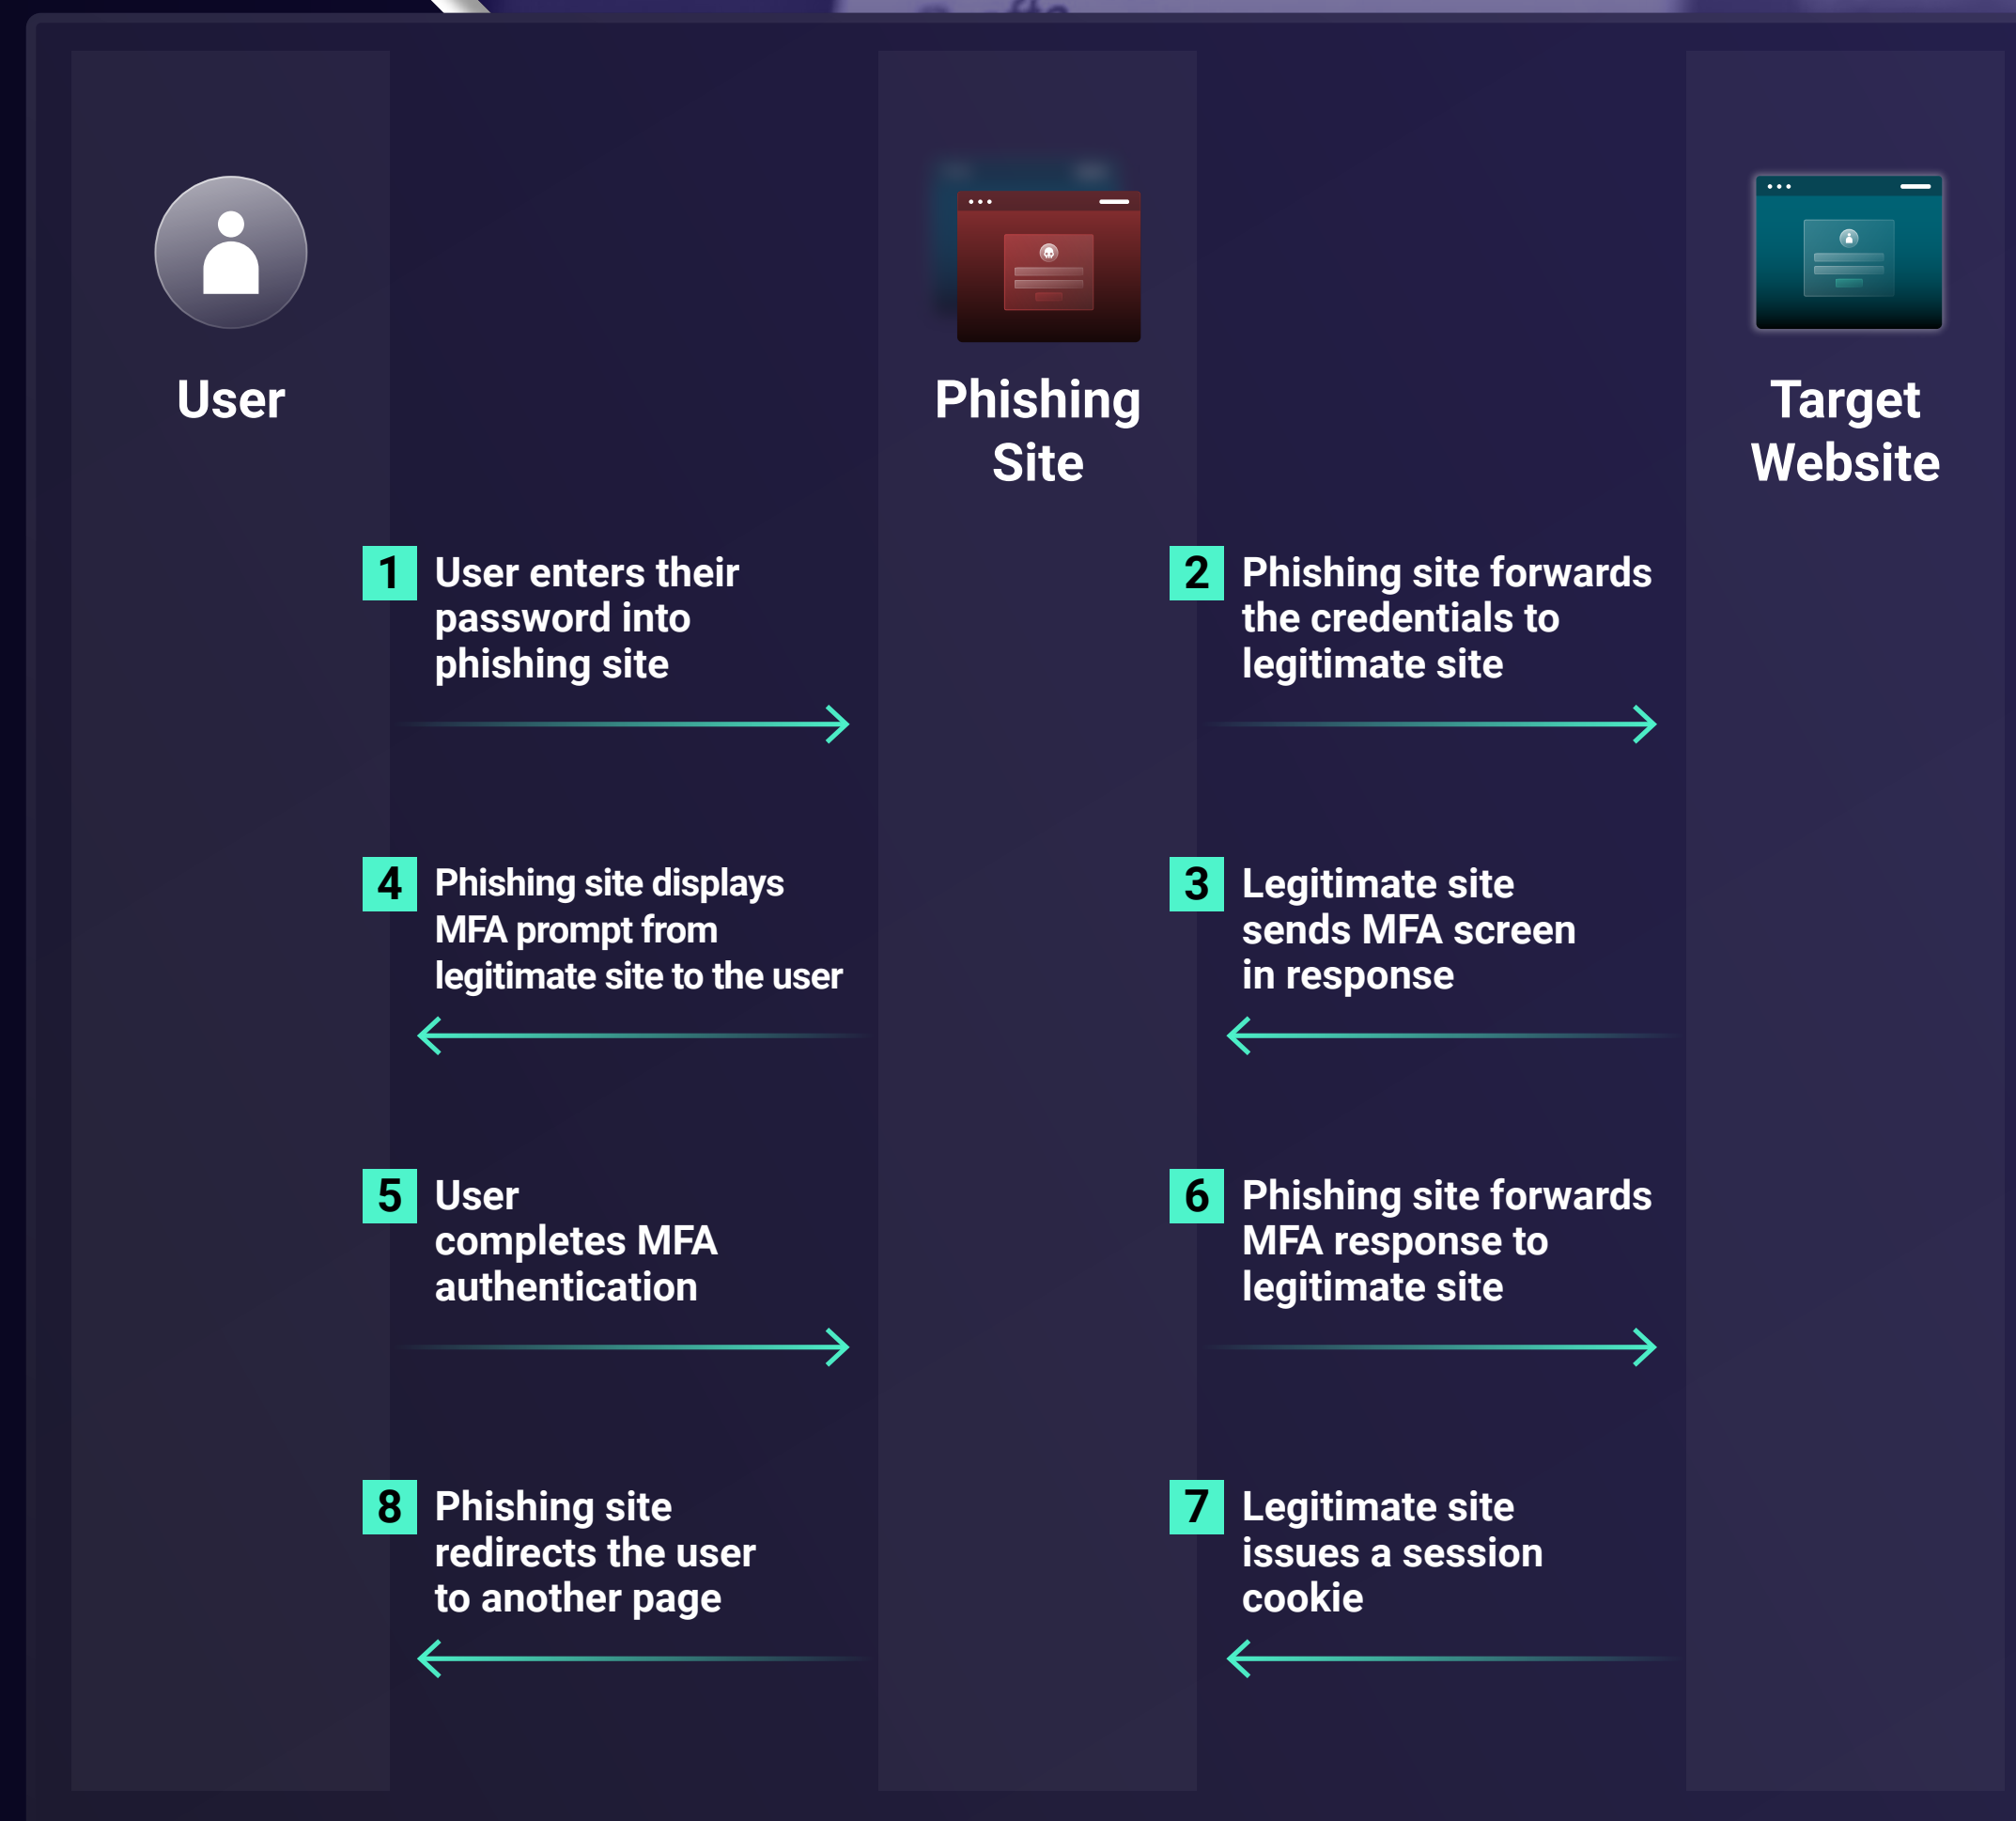 User
Phishing
Site
Target
Website
1
User enters their
password into
phishing site
2
Phishing site forwards
the credentials to
legitimate site
4
Phishing site displays
MFA prompt from
legitimate site to the user
3
Legitimate site
sends MFA screen
in response
5
User
completes MFA
authentication
6
Phishing site forwards
MFA response to
legitimate site
8
Phishing site
redirects the user
to another page
7
Legitimate site
issues a session
cookie